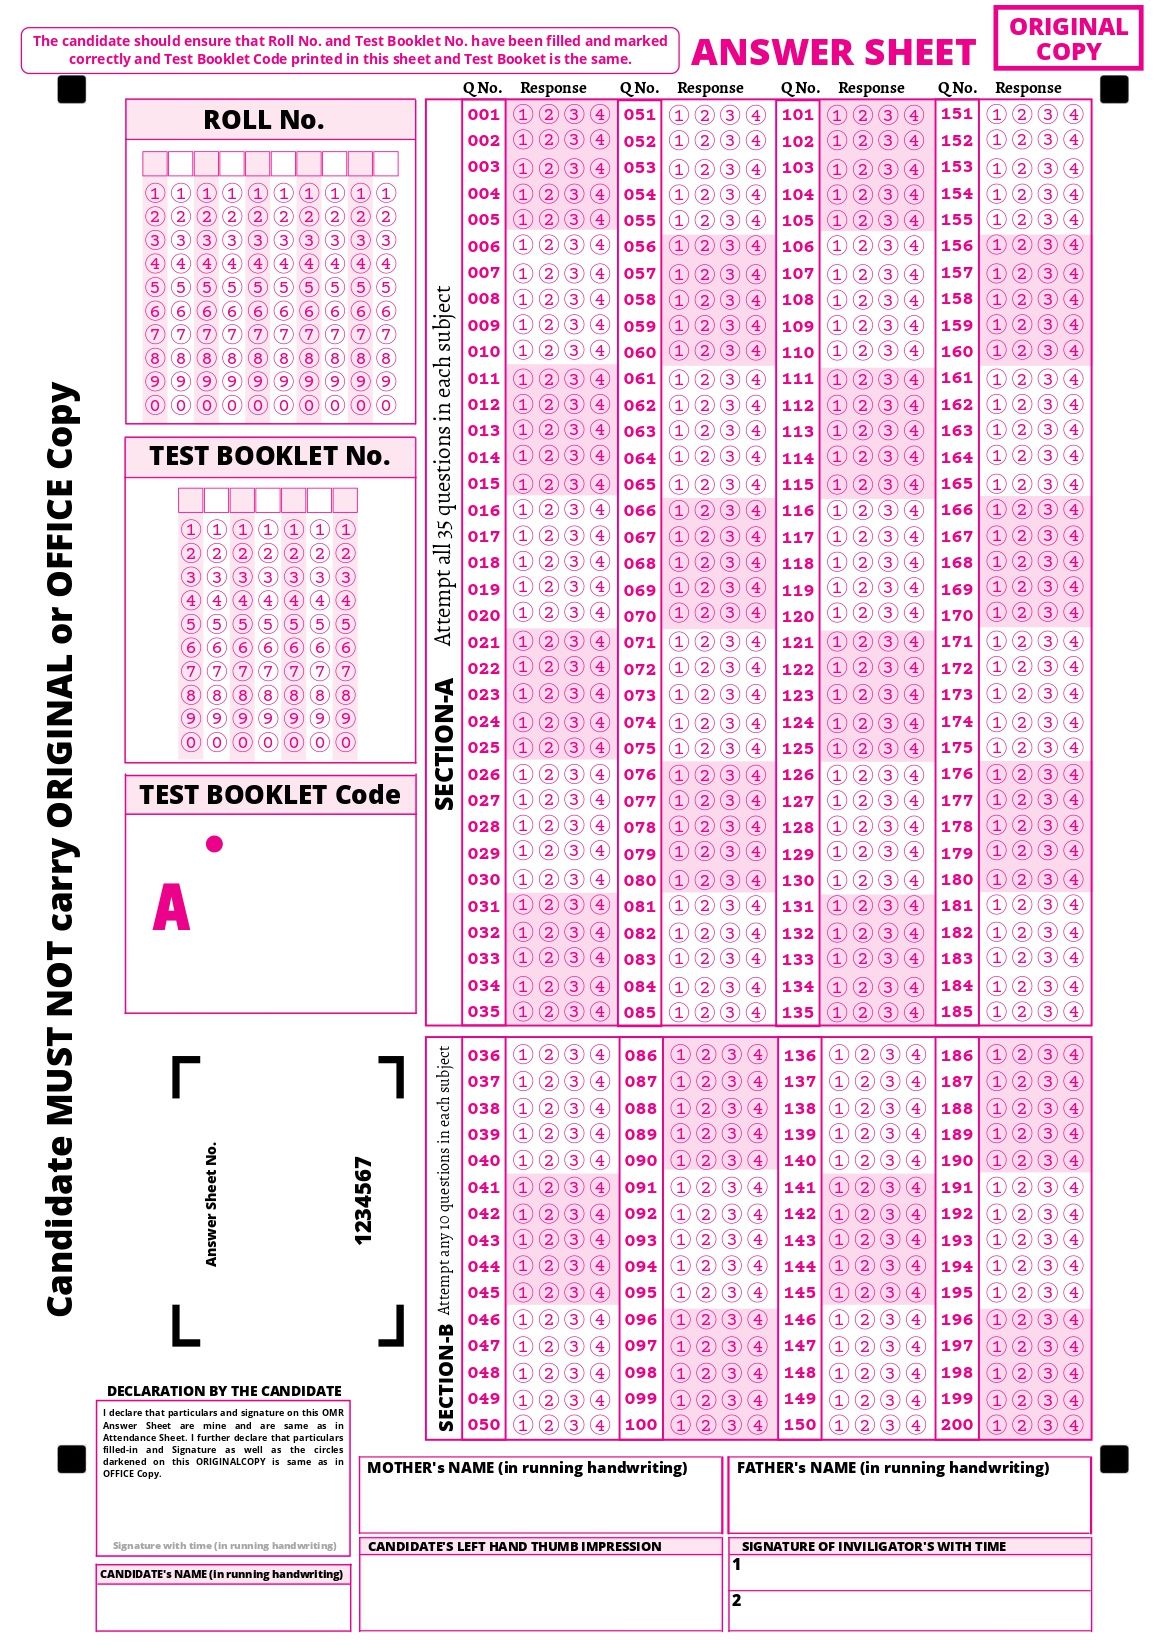 The candidate should ensure that Roll No. and Test Booklet No. have been filled and marked
correctly and Test Booklet Code printed in this sheet and Test Booket is the same.
ANSWER SHEET
ORIGINAL
COPY
Candidate MUST NOT carry ORIGINAL or OFFICE Copy
ROLL No.
1 1 1 1 1 1 1 1 1 1
2 2 2 2 2 2 2 2 2 2
3 3 3 3 3 3 3 3 3 3
4 4 4 4 4 4 4 4 4 4
5 5 5 5 5 5 5 5 5 5
6 6 6 6 6 6 6 6 6 6
7 7 7 7 7 7 7 7 7 7
8 8 8 8 8 8 8 8 8 8
9 9 9 9 9 9 9 9 9 9
0 0 0 0 0 0 0 0 0 0
TEST BOOKLET No.
1 1 1 1 1 1 1
2 2 2 2 2 2 2
3 3 3 3 3 3 3
4 4 4 4 4 4 4
5 5 5 5 5 5 5
6 6 6 6 6 6 6
7 7 7 7 7 7 7
8 8 8 8 8 8 8
9 9 9 9 9 9 9
0 0 0 0 0 0 0
TEST BOOKLET Code
A
Answer Sheet No.
1234567
Q No. Response Q No. Response Q No. Response Q No. Response
SECTION-A Attempt all 35 questions in each subject
001 1 2 3 4 051 1 2 3 4 101 1 2 3 4 151 1 2 3 4
002 1 2 3 4 052 1 2 3 4 102 1 2 3 4 152 1 2 3 4
003 1 2 3 4 053 1 2 3 4 103 1 2 3 4 153 1 2 3 4
004 1 2 3 4 054 1 2 3 4 104 1 2 3 4 154 1 2 3 4
005 1 2 3 4 055 1 2 3 4 105 1 2 3 4 155 1 2 3 4
006 1 2 3 4 056 1 2 3 4 106 1 2 3 4 156 1 2 3 4
007 1 2 3 4 057 1 2 3 4 107 1 2 3 4 157 1 2 3 4
008 1 2 3 4 058 1 2 3 4 108 1 2 3 4 158 1 2 3 4
009 1 2 3 4 059 1 2 3 4 109 1 2 3 4 159 1 2 3 4
010 1 2 3 4 060 1 2 3 4 110 1 2 3 4 160 1 2 3 4
011 1 2 3 4 061 1 2 3 4 111 1 2 3 4 161 1 2 3 4
012 1 2 3 4 062 1 2 3 4 112 1 2 3 4 162 1 2 3 4
013 1 2 3 4 063 1 2 3 4 113 1 2 3 4 163 1 2 3 4
014 1 2 3 4 064 1 2 3 4 114 1 2 3 4 164 1 2 3 4
015 1 2 3 4 065 1 2 3 4 115 1 2 3 4 165 1 2 3 4
016 1 2 3 4 066 1 2 3 4 116 1 2 3 4 166 1 2 3 4
017 1 2 3 4 067 1 2 3 4 117 1 2 3 4 167 1 2 3 4
018 1 2 3 4 068 1 2 3 4 118 1 2 3 4 168 1 2 3 4
019 1 2 3 4 069 1 2 3 4 119 1 2 3 4 169 1 2 3 4
020 1 2 3 4 070 1 2 3 4 120 1 2 3 4 170 1 2 3 4
021 1 2 3 4 071 1 2 3 4 121 1 2 3 4 171 1 2 3 4
022 1 2 3 4 072 1 2 3 4 122 1 2 3 4 172 1 2 3 4
023 1 2 3 4 073 1 2 3 4 123 1 2 3 4 173 1 2 3 4
024 1 2 3 4 074 1 2 3 4 124 1 2 3 4 174 1 2 3 4
025 1 2 3 4 075 1 2 3 4 125 1 2 3 4 175 1 2 3 4
026 1 2 3 4 076 1 2 3 4 126 1 2 3 4 176 1 2 3 4
027 1 2 3 4 077 1 2 3 4 127 1 2 3 4 177 1 2 3 4
028 1 2 3 4 078 1 2 3 4 128 1 2 3 4 178 1 2 3 4
029 1 2 3 4 079 1 2 3 4 129 1 2 3 4 179 1 2 3 4
030 1 2 3 4 080 1 2 3 4 130 1 2 3 4 180 1 2 3 4
031 1 2 3 4 081 1 2 3 4 131 1 2 3 4 181 1 2 3 4
032 1 2 3 4 082 1 2 3 4 132 1 2 3 4 182 1 2 3 4
033 1 2 3 4 083 1 2 3 4 133 1 2 3 4 183 1 2 3 4
034 1 2 3 4 084 1 2 3 4 134 1 2 3 4 184 1 2 3 4
035 1 2 3 4 085 1 2 3 4 135 1 2 3 4 185 1 2 3 4
SECTION-B Attempt any 10 questions in each subject
036 1 2 3 4 086 1 2 3 4 136 1 2 3 4 186 1 2 3 4
037 1 2 3 4 087 1 2 3 4 137 1 2 3 4 187 1 2 3 4
038 1 2 3 4 088 1 2 3 4 138 1 2 3 4 188 1 2 3 4
039 1 2 3 4 089 1 2 3 4 139 1 2 3 4 189 1 2 3 4
040 1 2 3 4 090 1 2 3 4 140 1 2 3 4 190 1 2 3 4
041 1 2 3 4 091 1 2 3 4 141 1 2 3 4 191 1 2 3 4
042 1 2 3 4 092 1 2 3 4 142 1 2 3 4 192 1 2 3 4
043 1 2 3 4 093 1 2 3 4 143 1 2 3 4 193 1 2 3 4
044 1 2 3 4 094 1 2 3 4 144 1 2 3 4 194 1 2 3 4
045 1 2 3 4 095 1 2 3 4 145 1 2 3 4 195 1 2 3 4
046 1 2 3 4 096 1 2 3 4 146 1 2 3 4 196 1 2 3 4
047 1 2 3 4 097 1 2 3 4 147 1 2 3 4 197 1 2 3 4
048 1 2 3 4 098 1 2 3 4 148 1 2 3 4 198 1 2 3 4
049 1 2 3 4 099 1 2 3 4 149 1 2 3 4 199 1 2 3 4
050 1 2 3 4 100 1 2 3 4 150 1 2 3 4 200 1 2 3 4
DECLARATION BY THE CANDIDATE
I declare that particulars and signature on this OMR
Answer Sheet are mine and are same as in
Attendance Sheet. I further declare that particulars
filled-in and Signature as well as the circles
darkened on this ORIGINALCOPY is same as in
OFFICE Copy.
Signature with time (in running handwriting)
CANDIDATE's NAME (in running handwriting)
MOTHER's NAME (in running handwriting)
FATHER's NAME (in running handwriting)
CANDIDATE'S LEFT HAND THUMB IMPRESSION
SIGNATURE OF INVILIGATOR'S WITH TIME
1
2